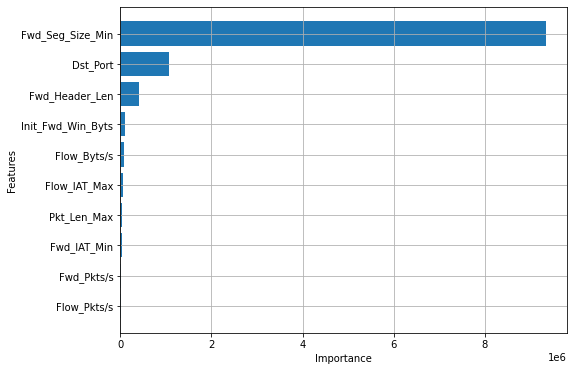 Fwd_Seg_Size_Min
Dst_Port
Fwd_Header_Len
Init_Fwd_Win_Byts
Flow_Byts/s
Flow_IAT_Max
Pkt_Len_Max
Fwd_IAT_Min
Fwd_Pkts/s
Flow_Pkts/s
Features
0 2 4 6 8
1e6
Importance